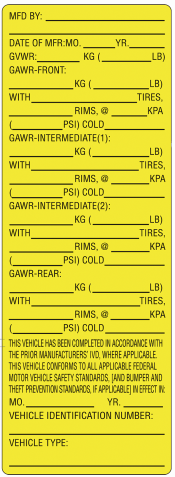 MFD BY:
DATE OF MFR:MO. YR.
GVWR: KG ( LB)
GAWR-FRONT:
KG ( LB)
WITH TIRES,
RIMS, @ KPA
( PSI) COLD
GAWR-INTERMEDIATE(1):
KG ( LB)
WITH TIRES,
RIMS, @ KPA
( PSI) COLD
GAWR-INTERMEDIATE(2):
KG ( LB)
WITH TIRES,
RIMS, @ KPA
( PSI) COLD
GAWR-REAR:
KG ( LB)
WITH TIRES,
RIMS, @ KPA
( PSI) COLD
THIS VEHICLE HAS BEEN COMPLETED IN ACCORDANCE WITH
THE PRIOR MANUFACTURERS' IVD, WHERE APPLICABLE.
THIS VEHICLE CONFORMS TO ALL APPLICABLE FEDERAL
MOTOR VEHICLE SAFETY STANDARDS, [AND BUMPER AND
THEFT PREVENTION STANDARDS, IF APPLICABLE] IN EFFECT IN:
MO. YR.
VEHICLE IDENTIFICATION NUMBER:
VEHICLE TYPE: